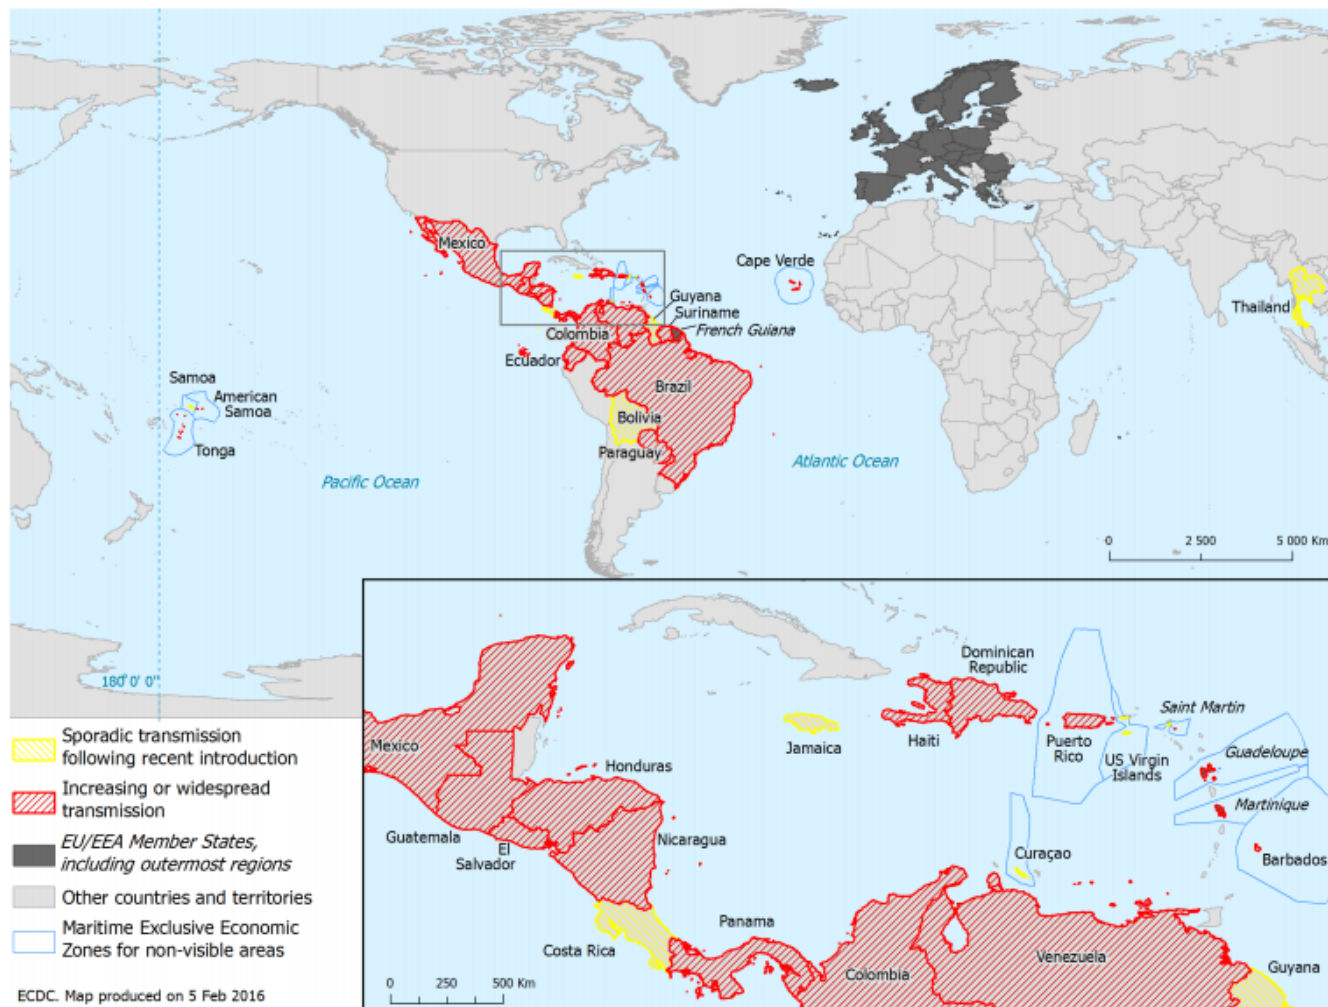 Mexico
Cape Verde
Guyana
Suriname
French Guiana
Colombia
Thailand
Ecuador
Samoa
American
Samoa
Brazil
Bolivia
Tonga
Paraguay
Atlantic Ocean
Pacific Ocean
0 2 500 5 000 Km
180° 0' 0"
Dominican
Republic
Saint Martin
Mexico
Jamaica
Haiti
Puerto
Rico
US Virgin
Islands
Guadeloupe
Honduras
Martinique
Guatemala
El
Salvador
Nicaragua
Curaçao
Barbados
Panama
Costa Rica
Colombia
Venezuela
Guyana
0 250 500 Km
Sporadic transmission
following recent introduction
Increasing or widespread
transmission
EU/EEA Member States,
including outermost regions
Other countries and territories
Maritime Exclusive Economic
Zones for non-visible areas
ECDC. Map produced on 5 Feb 2016